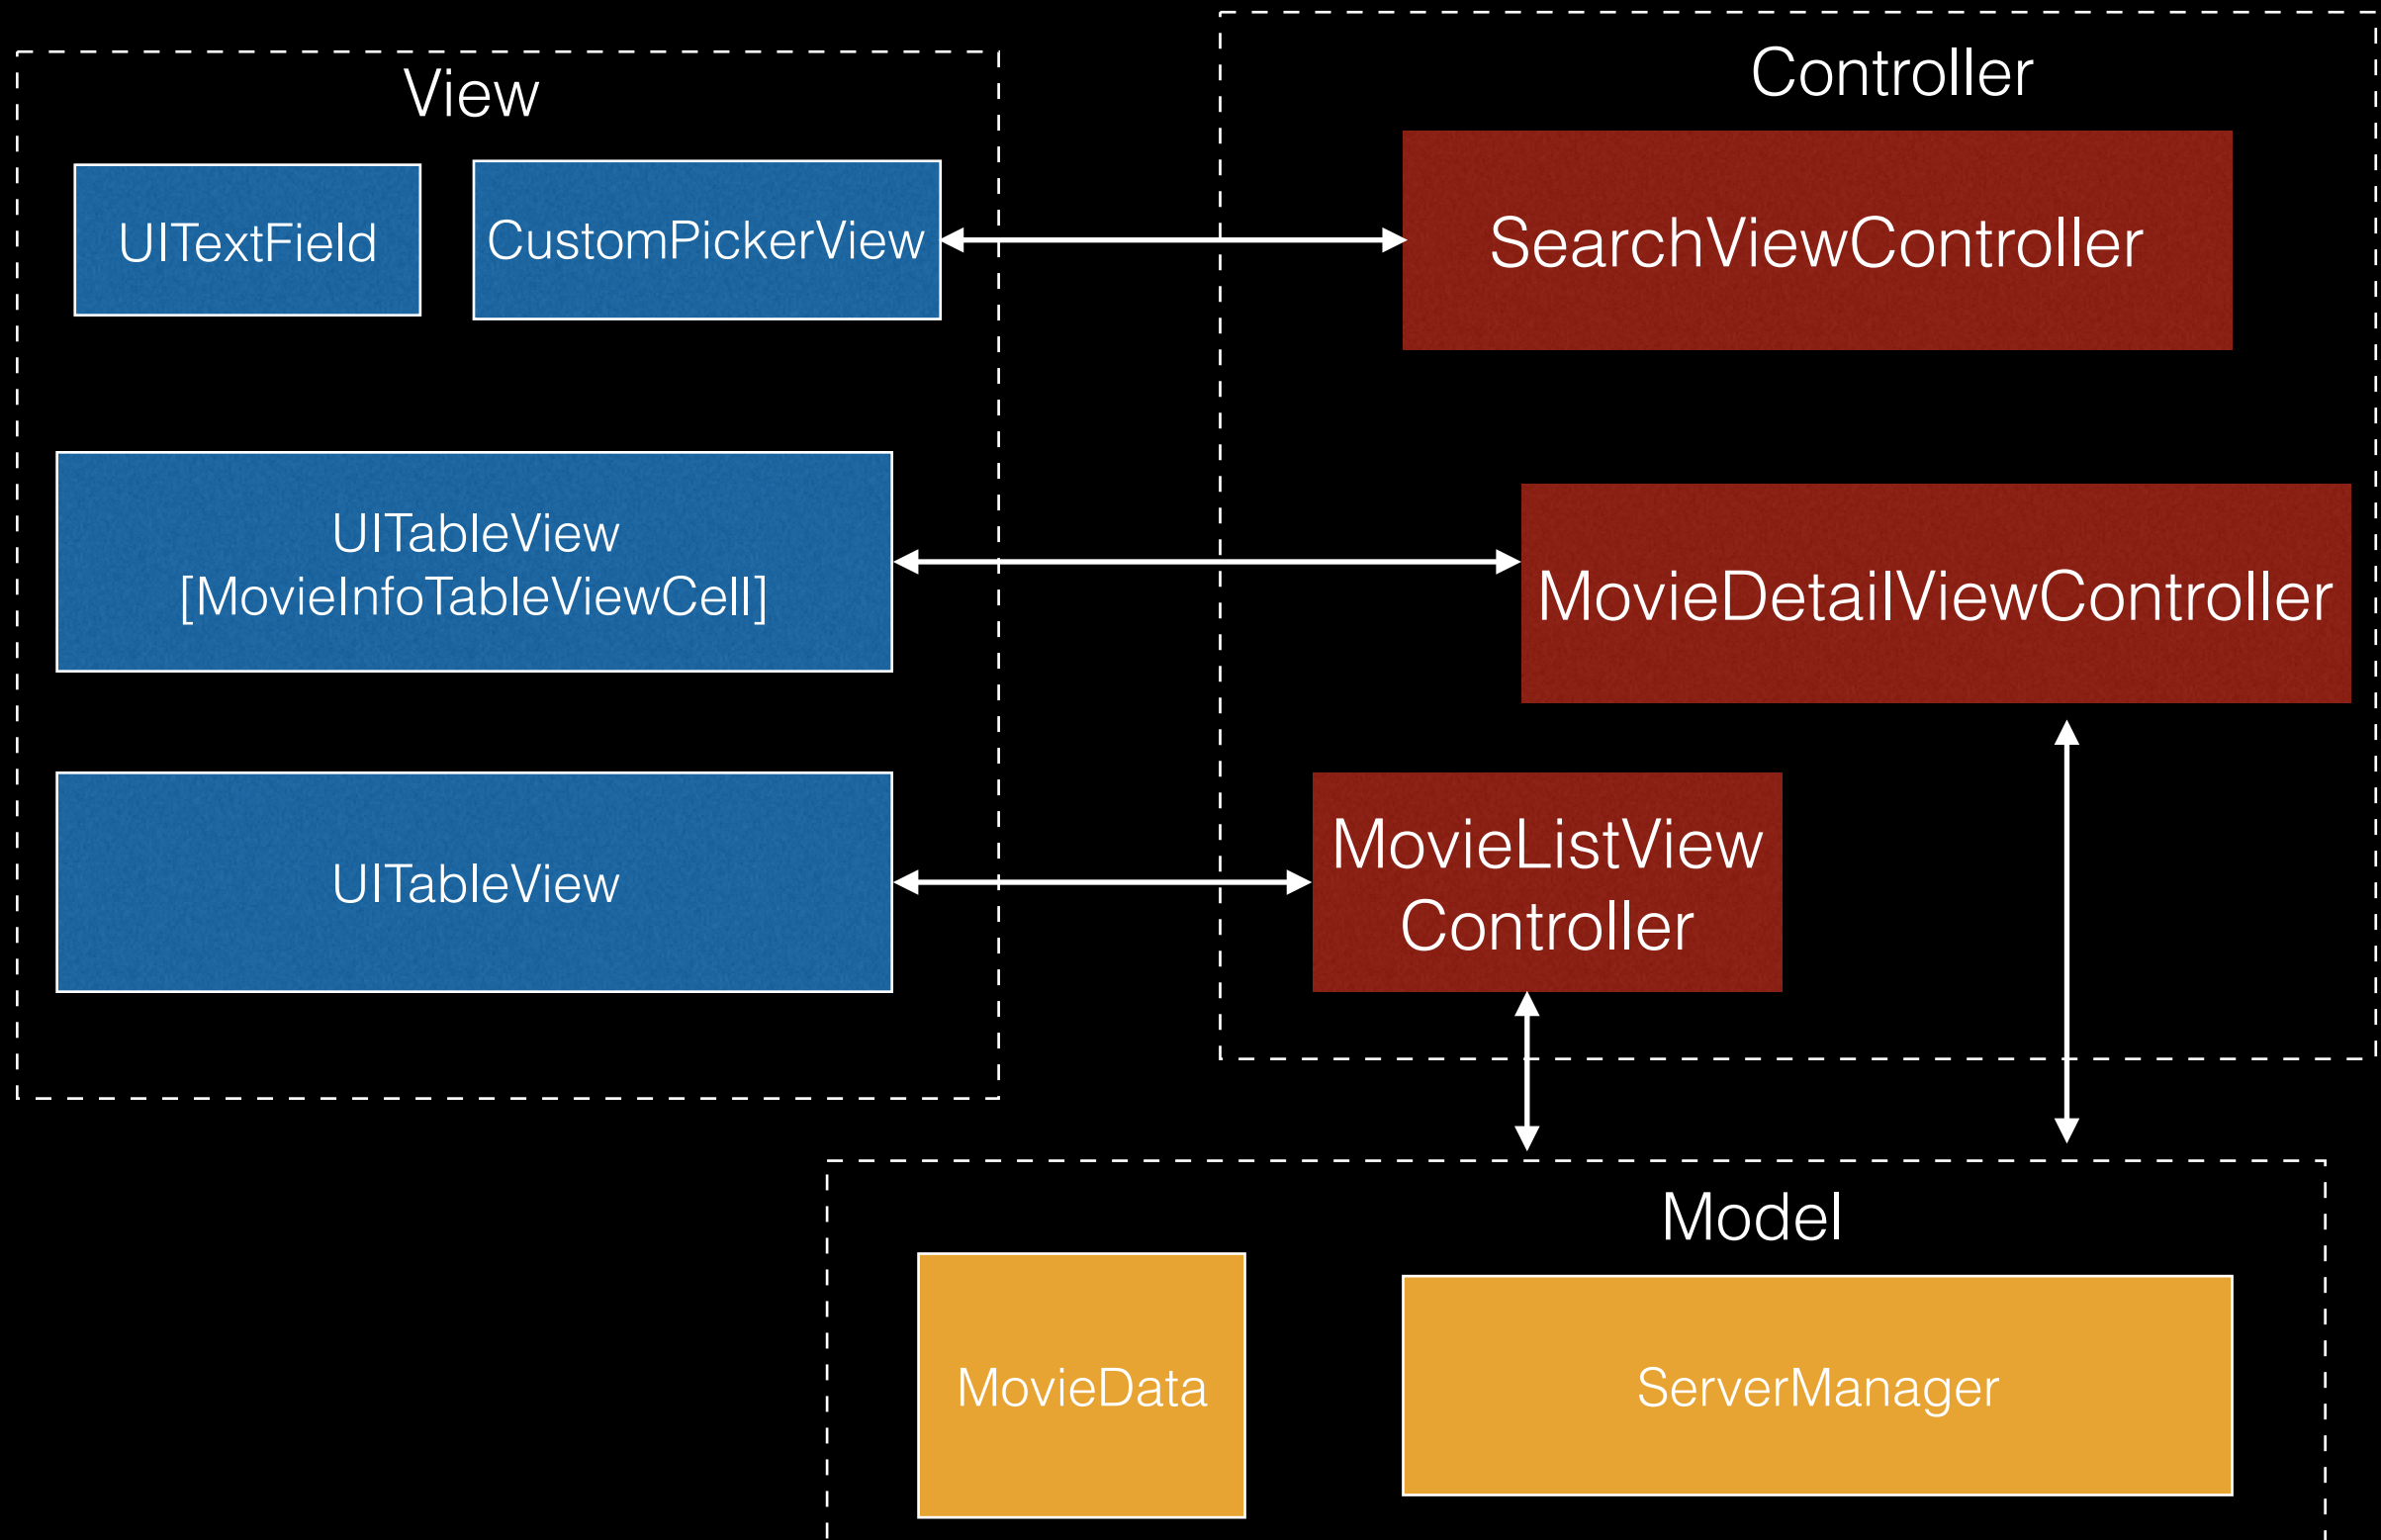 View
UITextField
CustomPickerView
UITableView
[MovieInfoTableViewCell]
UITableView
Controller
SearchViewController
MovieDetailViewController
MovieListView
Controller
Model
MovieData
ServerManager